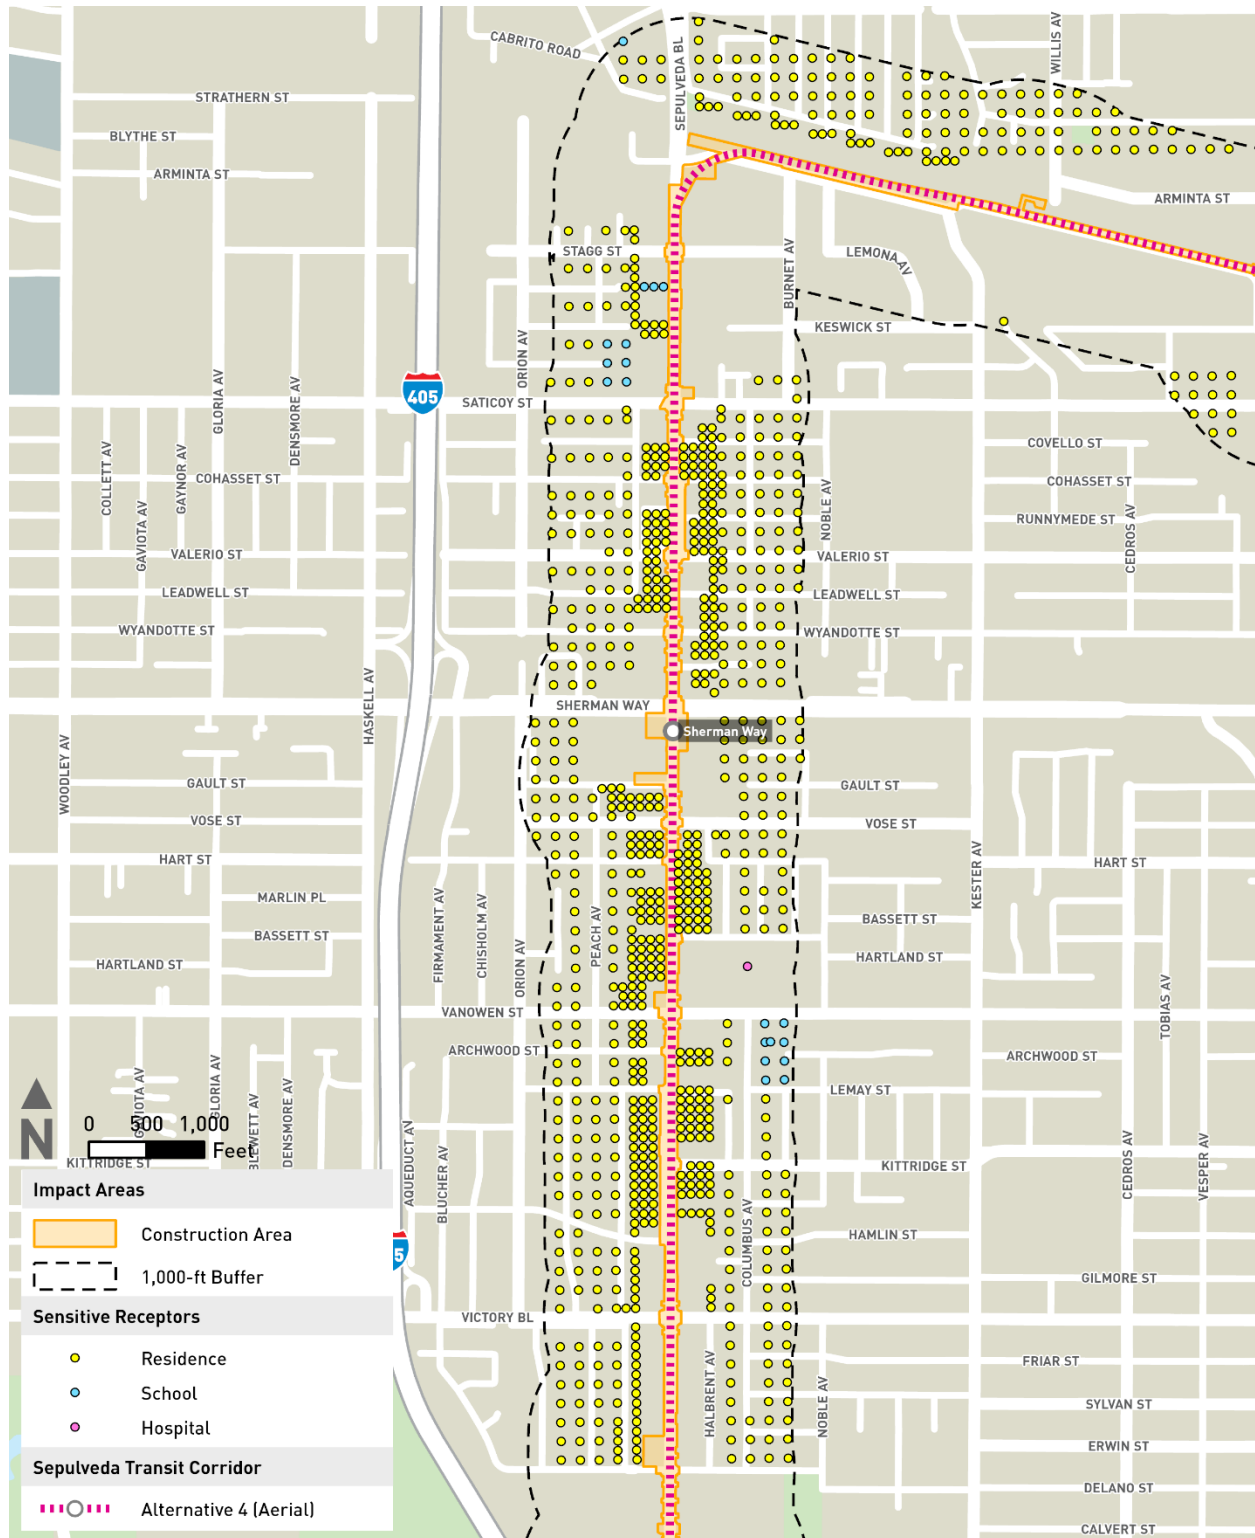 CABRITO ROAD
SEPULVEDA BL
WILLIS AV
STRATHERN ST
BLYTHE ST
ARMINTA ST
ARMINTA ST
STAGG ST
BURNET AV
LEMONA AV
KESWICK ST
ORION AV
405
GLORIA AV
DENSMORE AV
SATICOY ST
COLLETT AV
GAYNOR AV
GAVIOTA AV
COHASSET ST
COVELLO ST
COHASSET ST
NOBLE AV
RUNNYMEDE ST
CEDROS AV
VALERIO ST
VALERIO ST
LEADWELL ST
LEADWELL ST
WYANDOTTE ST
WYANDOTTE ST
HASKELL AV
SHERMAN WAY
Sherman Way
WOODLEY AV
GAULT ST
GAULT ST
VOSE ST
VOSE ST
HART ST
HART ST
KESTER AV
MARLIN PL
BASSETT ST
BASSETT ST
FIRMAMENT AV
CHISHOLM AV
ORION AV
PEACH AV
HARTLAND ST
HARTLAND ST
TOBIAS AV
VANOWEN ST
ARCHWOOD ST
ARCHWOOD ST
LEMAY ST
GAVIOTA AV
GLORIA AV
BLEWETT AV
DENSMORE AV
AQUEDUCT AV
BLUCHER AV
N
0 500 1,000
Feet
KITTRIDGE ST
KITTRIDGE ST
CEDROS AV
VESPER AV
COLUMBUS AV
HAMLIN ST
GILMORE ST
VICTORY BL
HALBRENT AV
NOBLE AV
FRIAR ST
SYLVAN ST
ERWIN ST
DELANO ST
CALVERT ST
5
Impact Areas
Construction Area
1,000-ft Buffer
Sensitive Receptors
Residence
School
Hospital
Sepulveda Transit Corridor
Alternative 4 (Aerial)